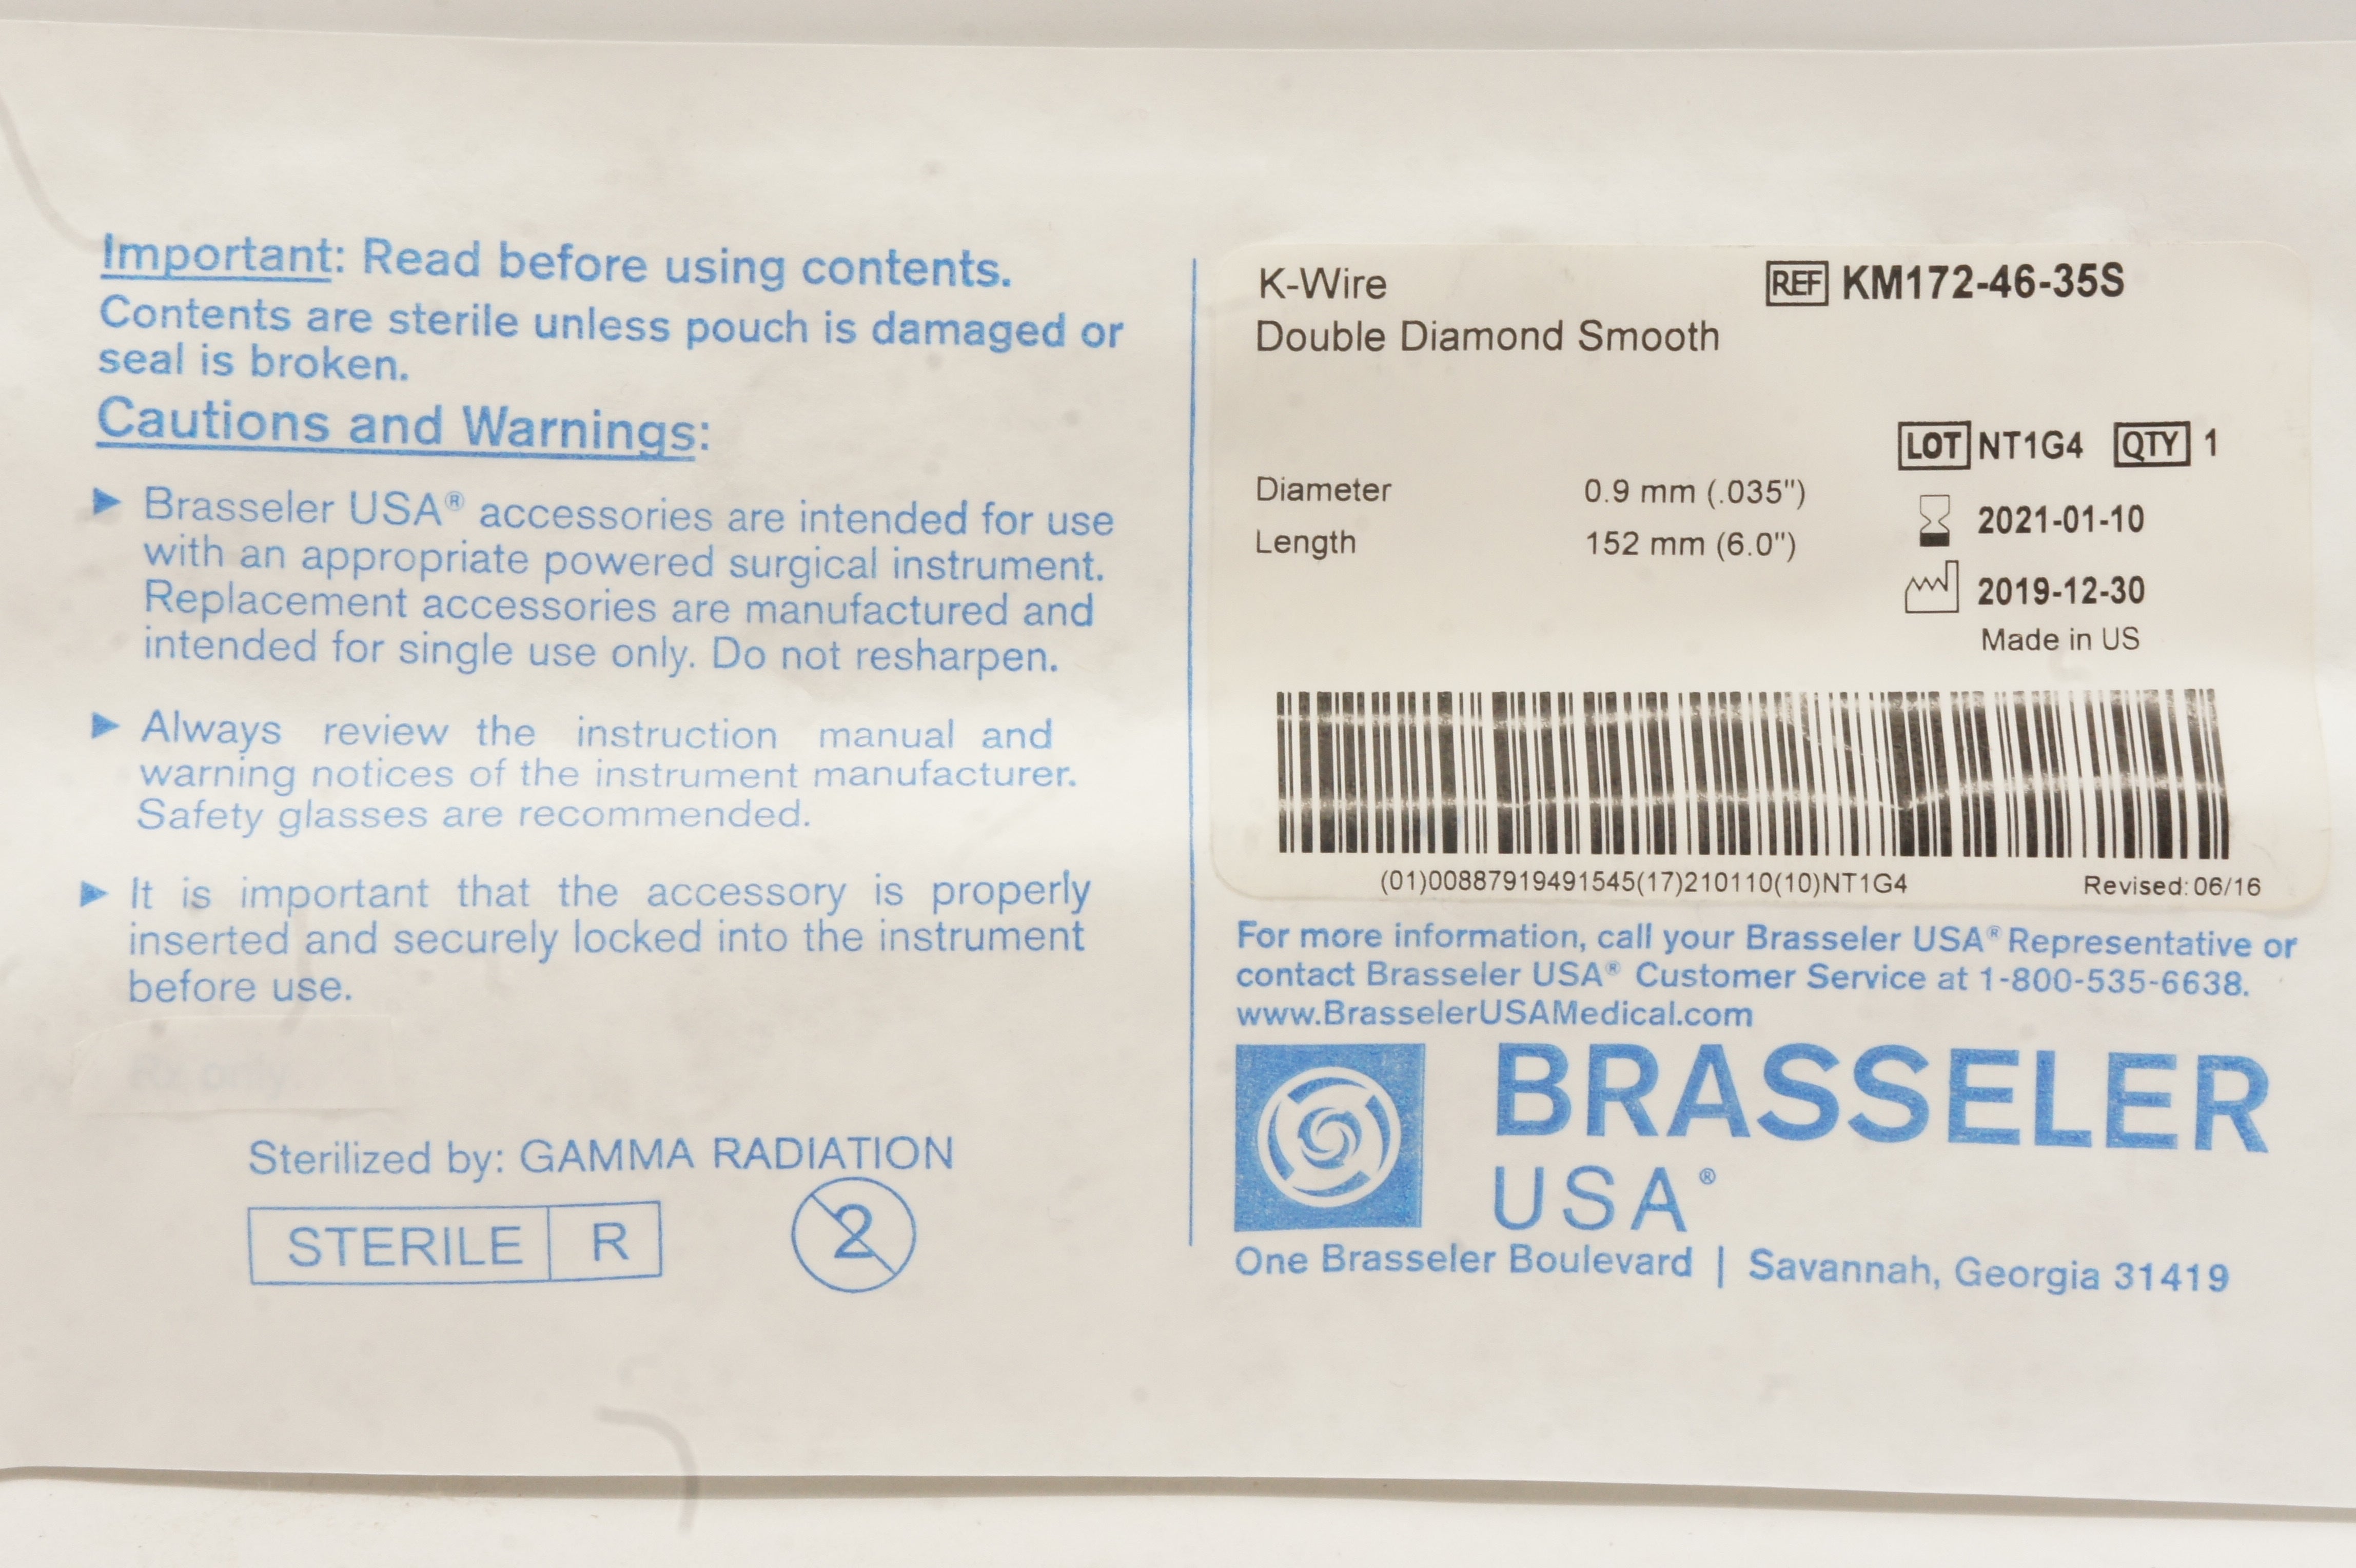 Important: Read before using contents.
Contents are sterile unless pouch is damaged or
seal is broken.
Cautions and Warnings:
Brasseler USA® accessories are intended for use
with an appropriate powered surgical instrument.
Replacement accessories are manufactured and
intended for single use only. Do not resharpen.
Always review the instruction manual and
warning notices of the instrument manufacturer.
Safety glasses are recommended.
It is important that the accessory is properly
inserted and securely locked into the instrument
before use.
Rx only
Sterilized by: GAMMA RADIATION
STERILE R
2
K-Wire
REF KM172-46-35S
Double Diamond Smooth
LOT NT1G4 QTY 1
Diameter 0.9 mm (.035")
Length 152 mm (6.0")
2021-01-10
2019-12-30
Made in US
(01)00887919491545(17)210110(10)NT1G4
Revised: 06/16
For more information, call your Brasseler USA® Representative or
contact Brasseler USA® Customer Service at 1-800-535-6638.
www.BrasselerUSAMedical.com
BRASSELER
USA®
One Brasseler Boulevard | Savannah, Georgia 31419